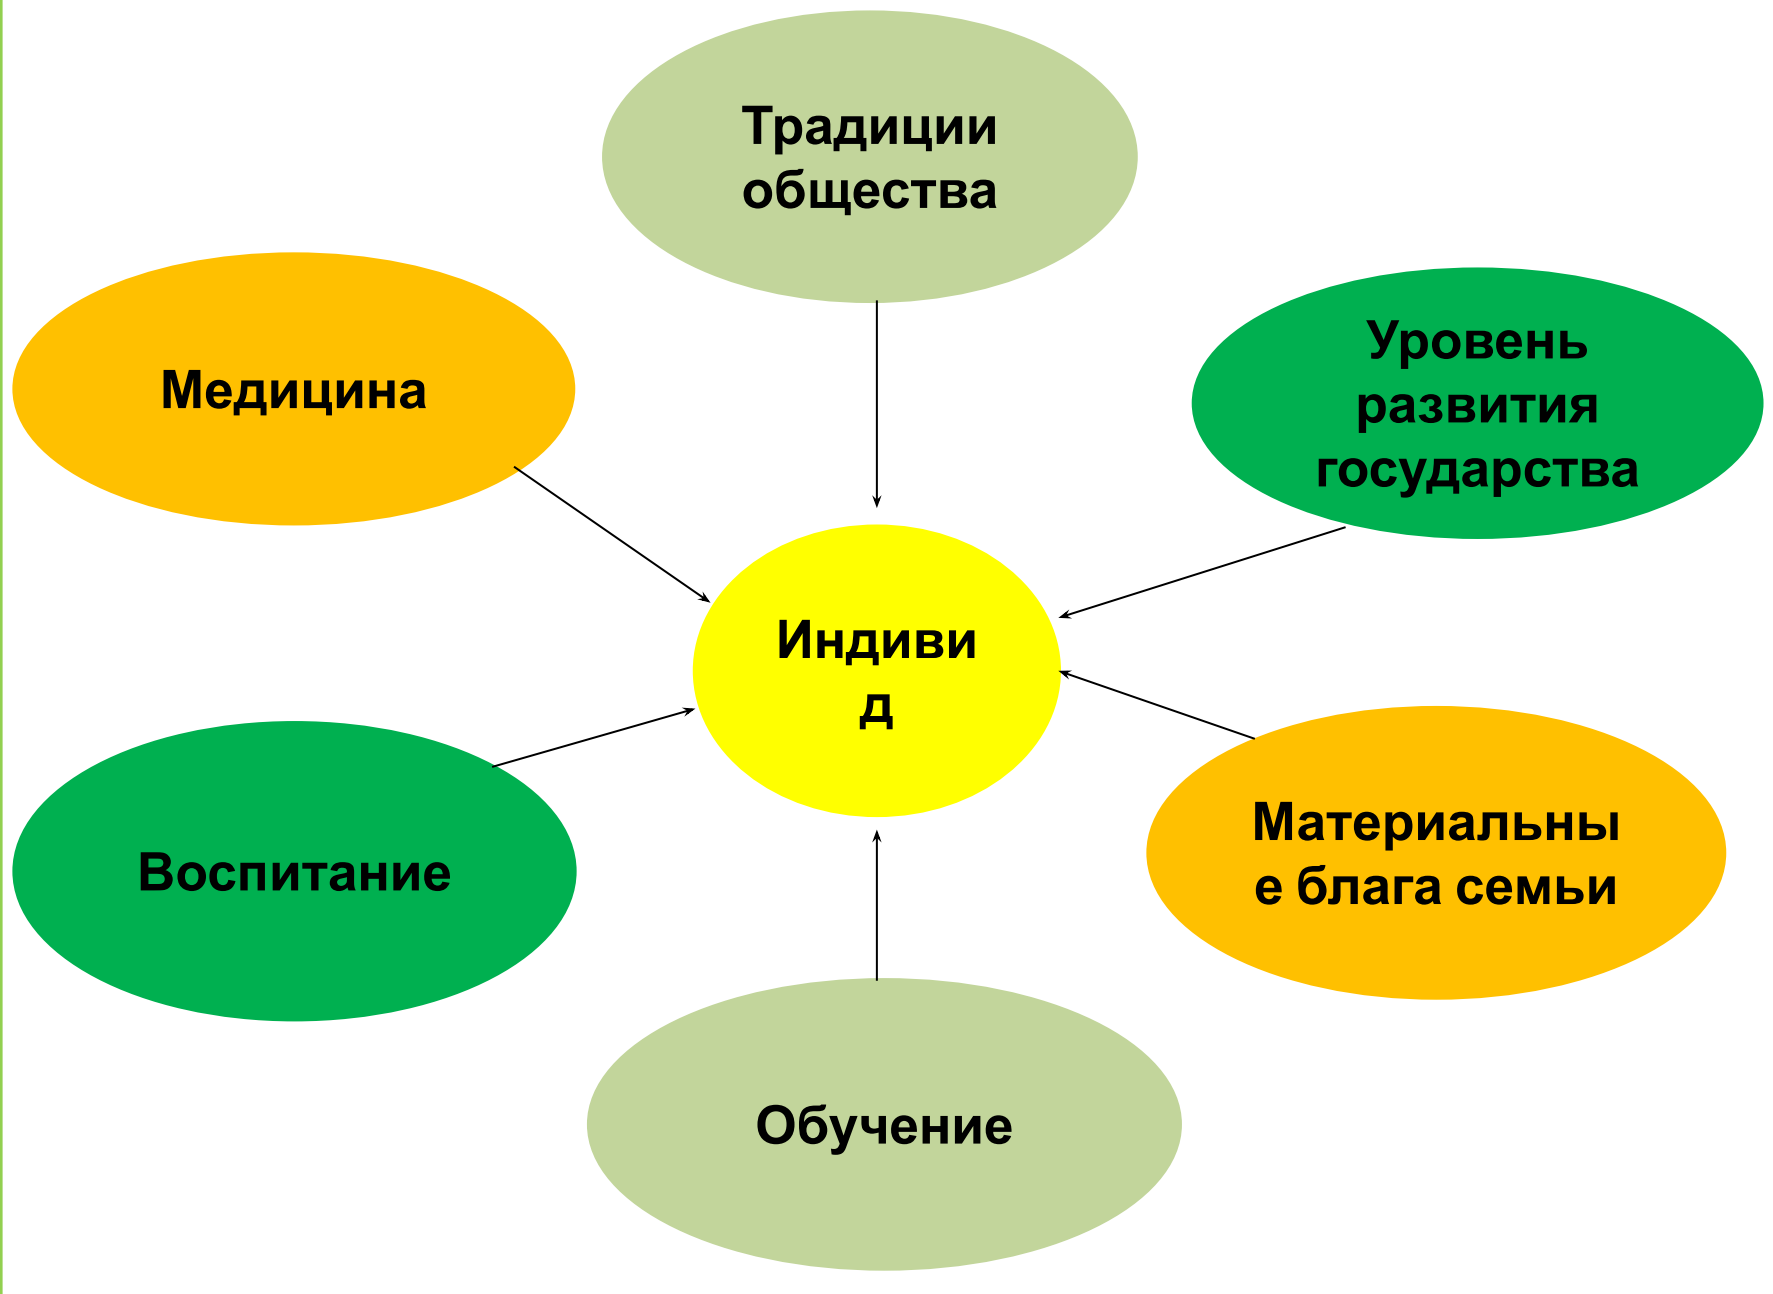 Традиции
общества
Медицина
Уровень
развития
государства
Индиви
д
Материальны
е блага семьи
Воспитание
Обучение